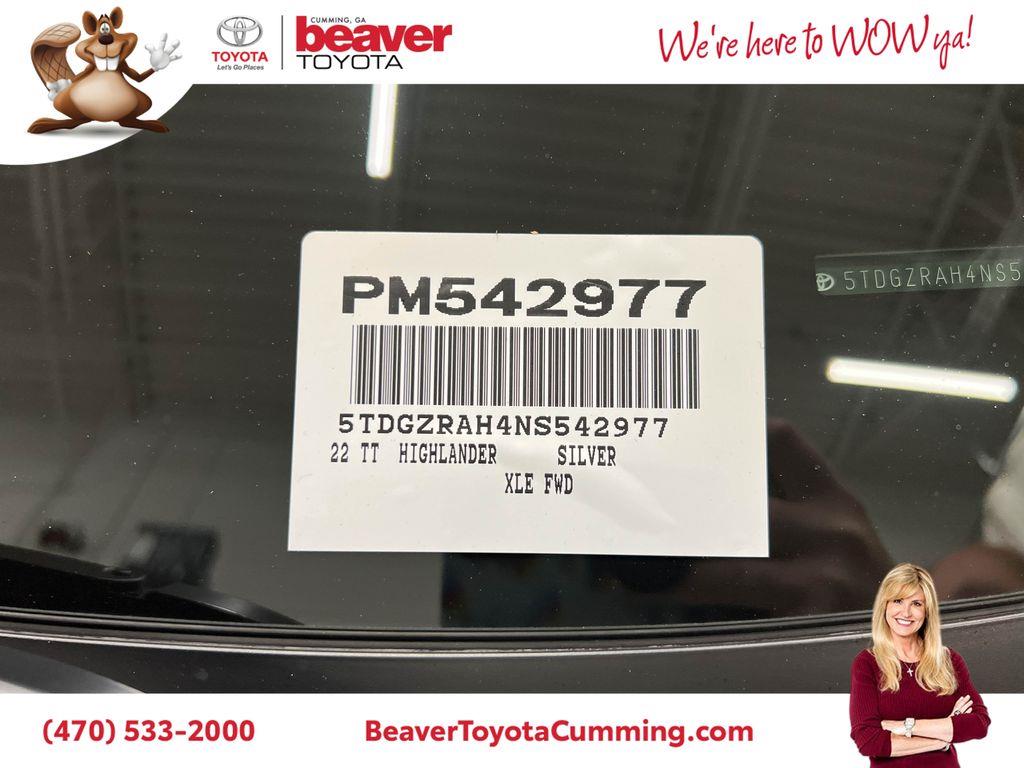 CUMMING, GA
TOYOTA
Let's Go Places
beaver
TOYOTA
We're here to WOW ya!
PM542977
5TDGZRAH4NS5
5TDGZRAH4NS542977
22 TT HIGHLANDER SILVER
XLE FWD
(470) 533-2000
BeaverToyotaCumming.com